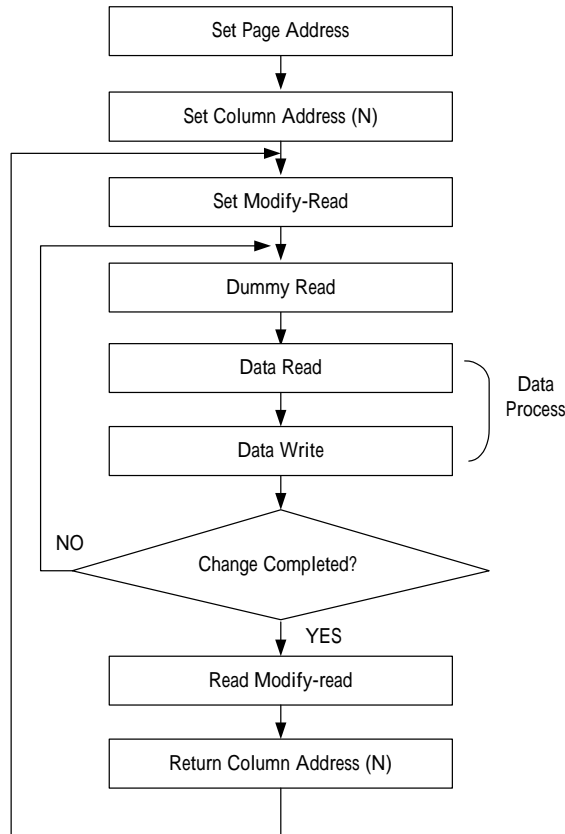 Set Page Address
Set Column Address (N)
Set Modify-Read
Dummy Read
Data Read
Data
Process
Data Write
NO
Change Completed?
YES
Read Modify-read
Return Column Address (N)